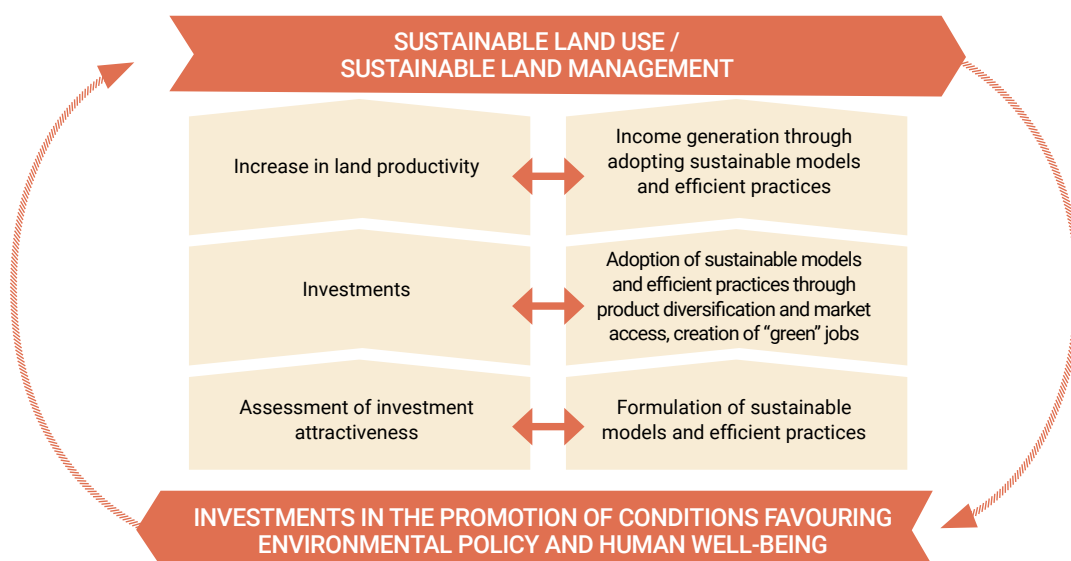 SUSTAINABLE LAND USE /
SUSTAINABLE LAND MANAGEMENT
Increase in land productivity
Income generation through
adopting sustainable models
and efficient practices
Investments
Adoption of sustainable models
and efficient practices through
product diversification and market
access, creation of “green” jobs
Assessment of investment
attractiveness
Formulation of sustainable
models and efficient practices
INVESTMENTS IN THE PROMOTION OF CONDITIONS FAVOURING
ENVIRONMENTAL POLICY AND HUMAN WELL-BEING